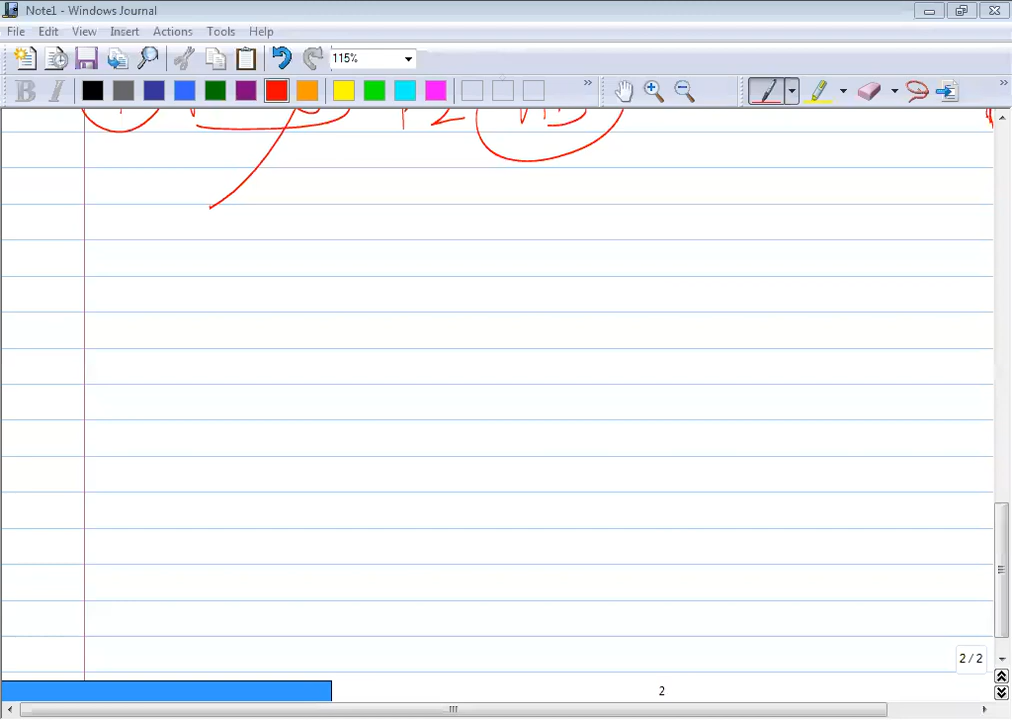 Note1 - Windows Journal
File Edit View Insert Actions Tools Help
115%
B I
2 / 2
2